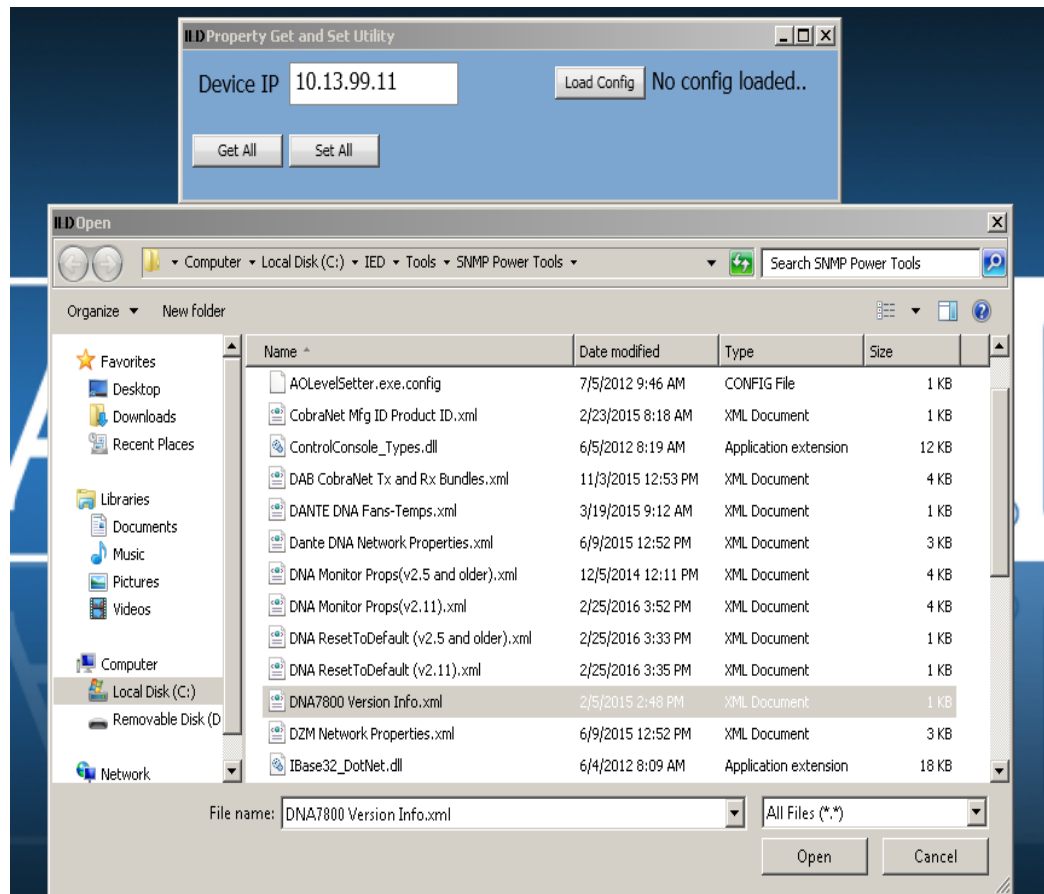 IED Property Get and Set Utility
Device IP 10.13.99.11 Load Config No config loaded..
Get All Set All
IED Open
Computer Local Disk (C:) IED Tools SNMP Power Tools Search SNMP Power Tools
Organize New folder
Name Date modified Type Size
Favorites
Desktop
Downloads
Recent Places
Libraries
Documents
Music
Pictures
Videos
Computer
Local Disk (C:)
Removable Disk (D
Network
AOLevelSetter.exe.config 7/5/2012 9:46 AM CONFIG File 1 KB
CobraNet Mfg ID Product ID.xml 2/23/2015 8:18 AM XML Document 1 KB
ControlConsole_Types.dll 6/5/2012 8:19 AM Application extension 12 KB
DAB CobraNet Tx and Rx Bundles.xml 11/3/2015 12:53 PM XML Document 4 KB
DANTE DNA Fans-Temps.xml 3/19/2015 9:12 AM XML Document 1 KB
Dante DNA Network Properties.xml 6/9/2015 12:52 PM XML Document 3 KB
DNA Monitor Props(v2.5 and older).xml 12/5/2014 12:11 PM XML Document 4 KB
DNA Monitor Props(v2.11).xml 2/25/2016 3:52 PM XML Document 4 KB
DNA ResetToDefault (v2.5 and older).xml 2/25/2016 3:33 PM XML Document 1 KB
DNA ResetToDefault (v2.11).xml 2/25/2016 3:35 PM XML Document 1 KB
DNA7800 Version Info.xml 2/5/2015 2:48 PM XML Document 1 KB
DZM Network Properties.xml 6/9/2015 12:52 PM XML Document 3 KB
IBase32_DotNet.dll 6/4/2012 8:09 AM Application extension 18 KB
File name: DNA7800 Version Info.xml All Files (*.*)
Open Cancel